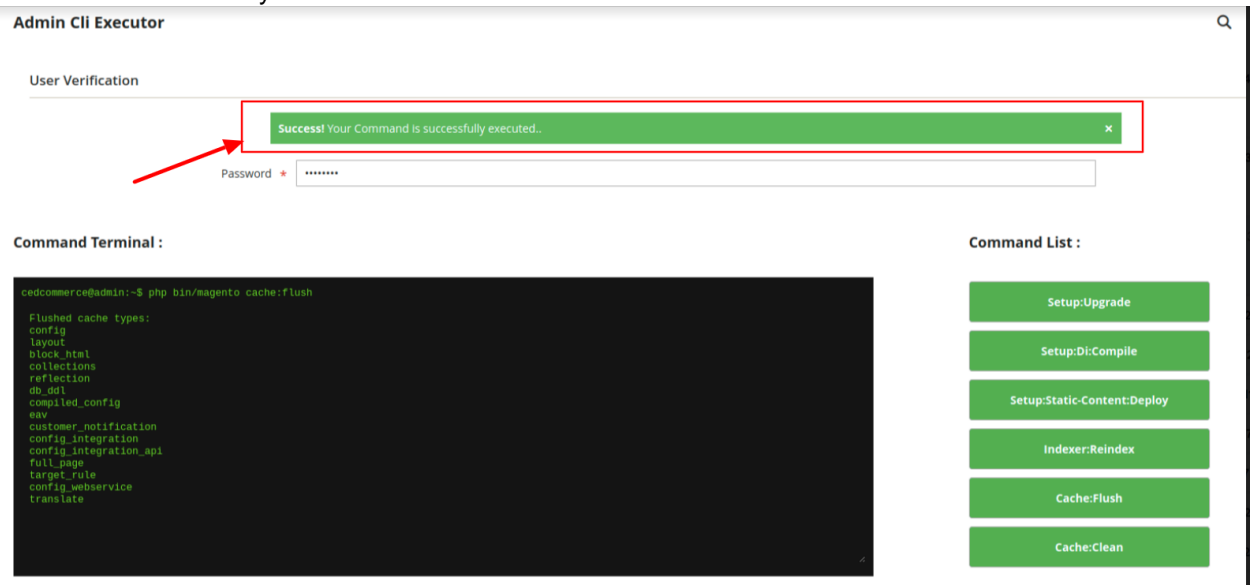 Admin Cli Executor
User Verification
Success! Your Command is successfully executed..
×
Password *
••••••••
Command Terminal :
cedcommerce@admin:~$ php bin/magento cache:flush
Flushed cache types:
config
layout
block_html
collections
reflection
db_ddl
compiled_config
eav
customer_notification
config_integration
config_integration_api
full_page
target_rule
config_webservice
translate
Command List :
Setup:Upgrade
Setup:Di:Compile
Setup:Static-Content:Deploy
Indexer:Reindex
Cache:Flush
Cache:Clean